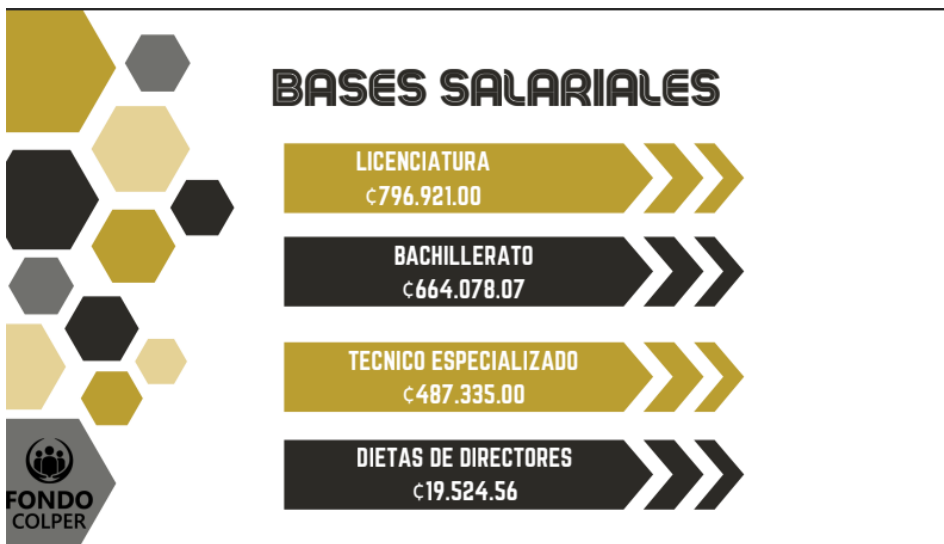 BASES SALARIALES
LICENCIATURA
₡796.921.00
BACHILLERATO
₡664.078.07
TECNICO ESPECIALIZADO
₡487.335.00
DIETAS DE DIRECTORES
₡19.524.56
FONDO
COLPER